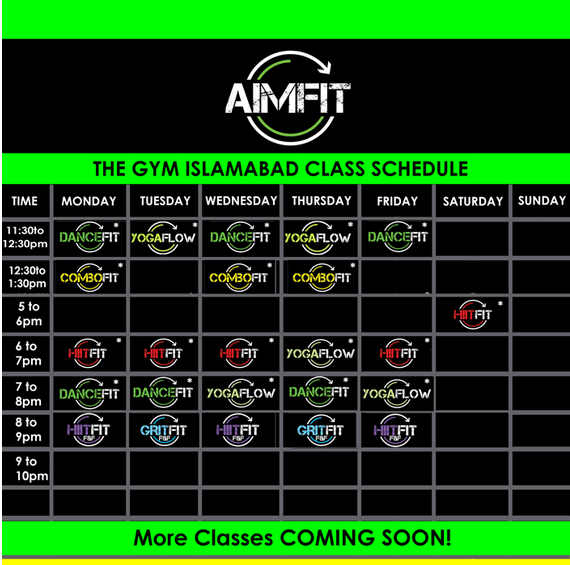 AIMFIT
THE GYM ISLAMABAD CLASS SCHEDULE
TIME MONDAY TUESDAY WEDNESDAY THURSDAY FRIDAY SATURDAY SUNDAY
11:30to
12:30pm
DANCEFIT* YOGAFLOW* DANCEFIT* YOGAFLOW* DANCEFIT*
12:30to
1:30pm
COMBOFIT* COMBOFIT* COMBOFIT*
5 to
6pm
HIITFIT*
6 to
7pm
HIITFIT* HIITFIT* HIITFIT* YOGAFLOW* HIITFIT*
7 to
8pm
DANCEFIT* DANCEFIT* YOGAFLOW* DANCEFIT* YOGAFLOW*
8 to
9pm
HIITFIT GRITFIT HIITFIT GRITFIT HIITFIT
F&F F&F F&F F&F F&F
9 to
10pm
More Classes COMING SOON!